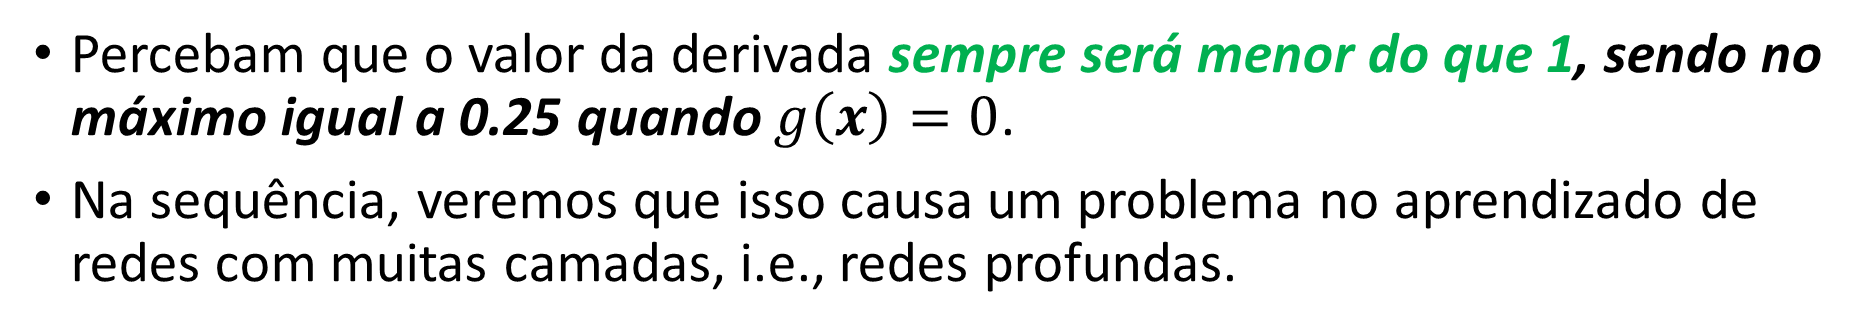 • Percebam que o valor da derivada sempre será menor do que 1, sendo no
máximo igual a 0.25 quando g(x) = 0.
• Na sequência, veremos que isso causa um problema no aprendizado de
redes com muitas camadas, i.e., redes profundas.